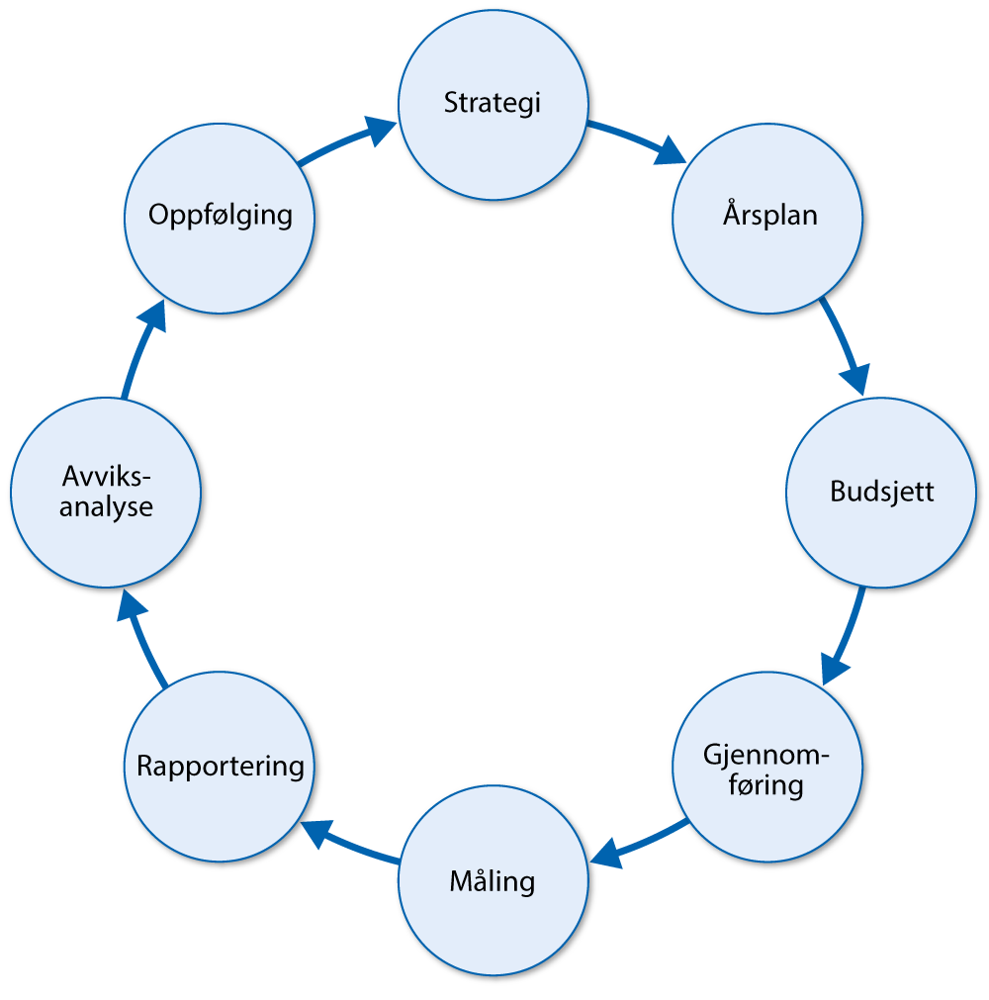 Strategi
Årsplan
Budsjett
Gjennom-
føring
Måling
Rapportering
Avviks-
analyse
Oppfølging